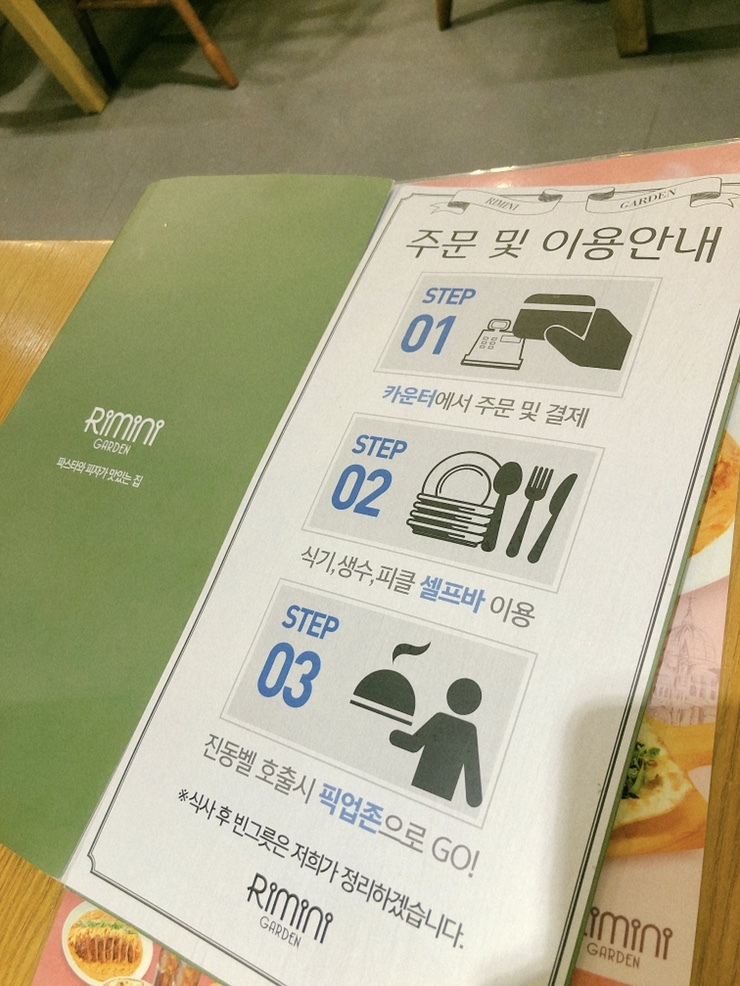 Rimini
GARDEN
파스타와 피자가 맛있는 집
RIMINI GARDEN
주문 및 이용안내
STEP
01
카운터에서 주문 및 결제
STEP
02
식기,생수,피클 셀프바 이용
STEP
03
진동벨 호출시 픽업존으로 GO!
※식사 후 빈그릇은 저희가 정리하겠습니다.
Rimini
GARDEN
imini
GARDEN